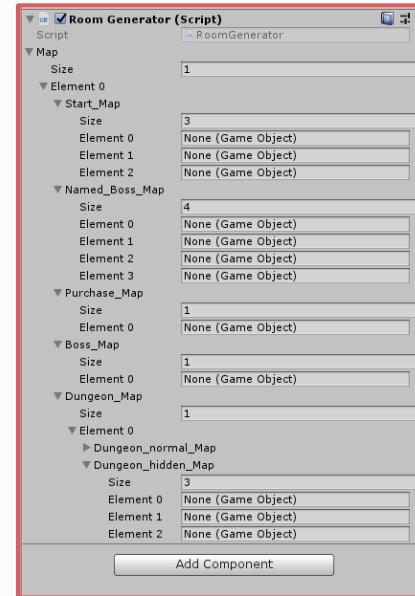 Room Generator (Script)
Script RoomGenerator
Map
Size 1
Element 0
Start_Map
Size 3
Element 0 None (Game Object)
Element 1 None (Game Object)
Element 2 None (Game Object)
Named_Boss_Map
Size 4
Element 0 None (Game Object)
Element 1 None (Game Object)
Element 2 None (Game Object)
Element 3 None (Game Object)
Purchase_Map
Size 1
Element 0 None (Game Object)
Boss_Map
Size 1
Element 0 None (Game Object)
Dungeon_Map
Size 1
Element 0
Dungeon_normal_Map
Dungeon_hidden_Map
Size 3
Element 0 None (Game Object)
Element 1 None (Game Object)
Element 2 None (Game Object)
Add Component